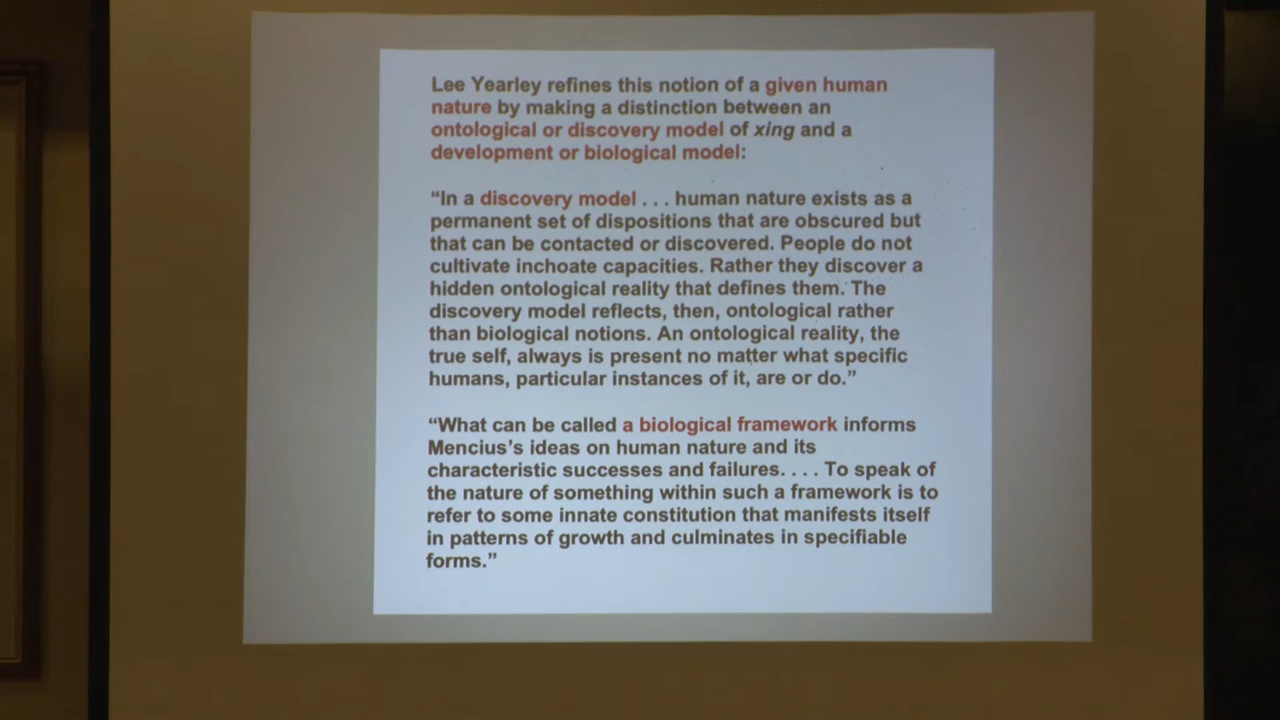 Lee Yearley refines this notion of a given human
nature by making a distinction between an
ontological or discovery model of xing and a
development or biological model:
“In a discovery model . . . human nature exists as a
permanent set of dispositions that are obscured but
that can be contacted or discovered. People do not
cultivate inchoate capacities. Rather they discover a
hidden ontological reality that defines them. The
discovery model reflects, then, ontological rather
than biological notions. An ontological reality, the
true self, always is present no matter what specific
humans, particular instances of it, are or do.”
“What can be called a biological framework informs
Mencius’s ideas on human nature and its
characteristic successes and failures. . . . To speak of
the nature of something within such a framework is to
refer to some innate constitution that manifests itself
in patterns of growth and culminates in specifiable
forms.”